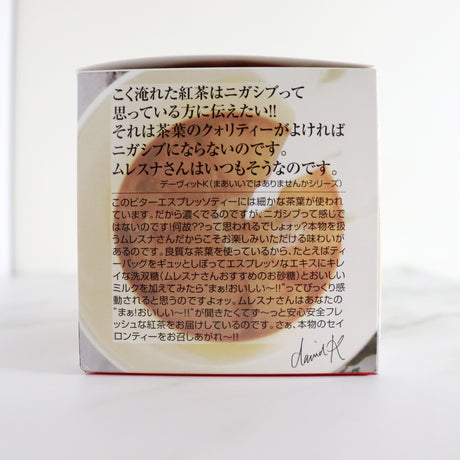 こく淹れた紅茶はニガシブって
思っている方に伝えたい!!
それは茶葉のクォリティーがよければ
ニガシブにならないのです。
ムレスナさんはいつもそうなのです。
デーヴィットK（まあいいではありませんかシリーズ）
このビターエスプレッソティーには細かな茶葉が使われ
ています。だから濃くでるのですが、ニガシブって感じで
はないのです!何故??って思われるでしょォッ?本物を扱
うムレスナさんだからこそお楽しみいただける味わいが
あるのです。良質な茶葉を使っているから、たとえばティ
ーバッグをギュッとしぼってエスプレッソなエキスにキレ
イな洗双糖(ムレスナさんおすすめのお砂糖)とおいしい
ミルクを加えてみたら"まぁ!おいしい〜!!"ってびっくり感
動されると思うのですよォッ。ムレスナさんはあなたの
"まぁ!おいしい〜!!"が聞きたくてず〜っと安心安全フレ
ッシュな紅茶をお届けしているのです。さぁ、本物のセイ
ロンティーをお召しあがれ〜!!
david K